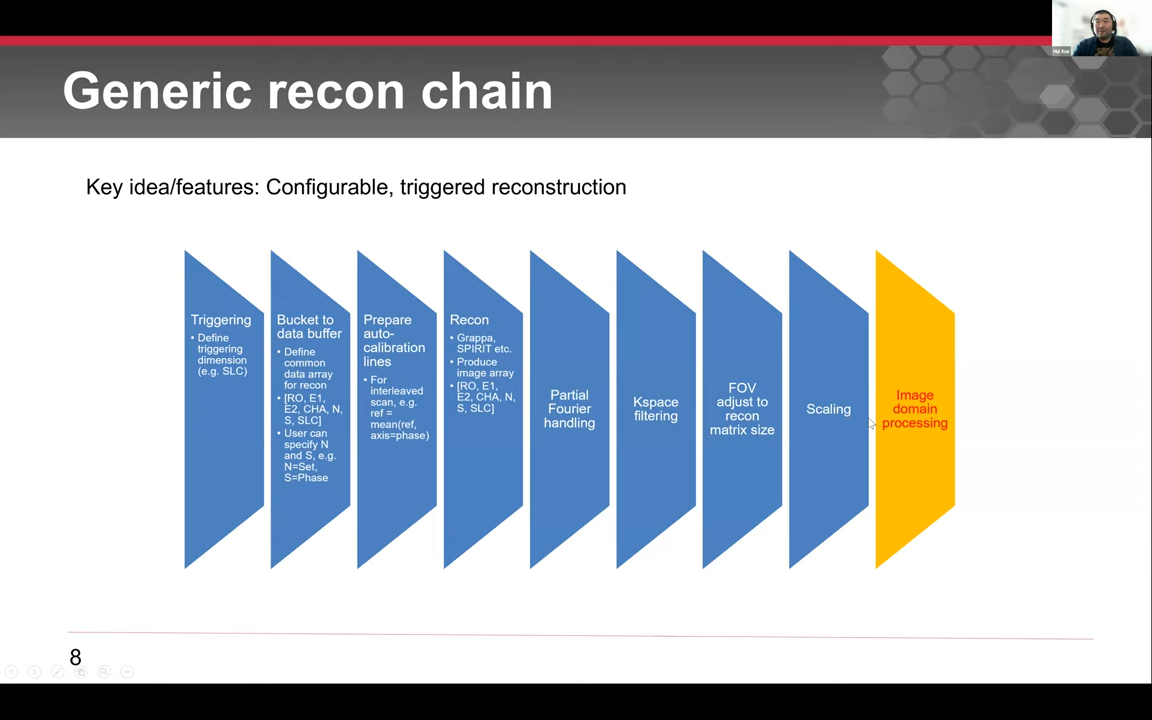 Hui Xue
Generic recon chain
Key idea/features: Configurable, triggered reconstruction
Triggering
• Define
triggering
dimension
(e.g. SLC)
Bucket to
data buffer
• Define
common
data array
for recon
• [RO, E1,
E2, CHA, N,
S, SLC]
• User can
specify N
and S, e.g.
N=Set,
S=Phase
Prepare
auto-
calibration
lines
• For
interleaved
scan, e.g.
ref =
mean(ref,
axis=phase)
Recon
• Grappa,
SPIRIT etc.
• Produce
image array
• [RO, E1,
E2, CHA, N,
S, SLC]
Partial
Fourier
handling
Kspace
filtering
FOV
adjust to
recon
matrix size
Scaling
Image
domain
processing
8